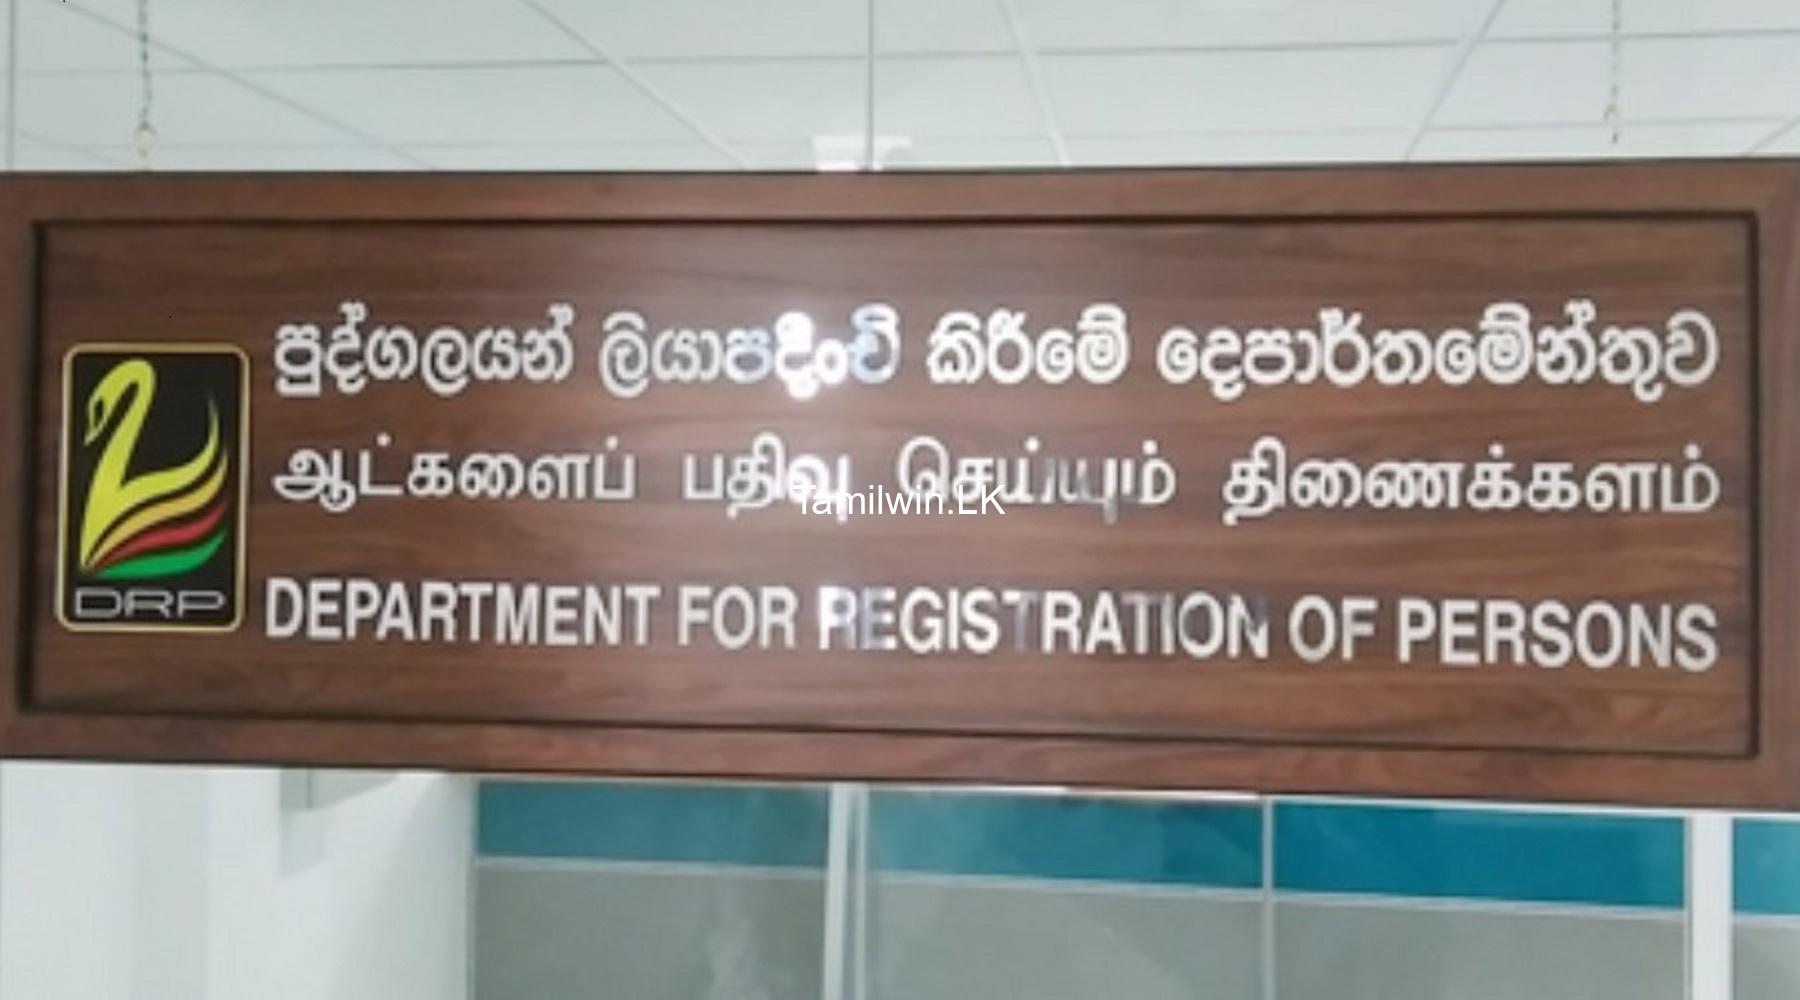 පුද්ගලයන් ලියාපදිංචි කිරීමේ දෙපාර්තමේන්තුව
ஆட்களைப் பதிவு செய்யும் திணைக்களம்
Tamilwin.LK
DRP
DEPARTMENT FOR REGISTRATION OF PERSONS